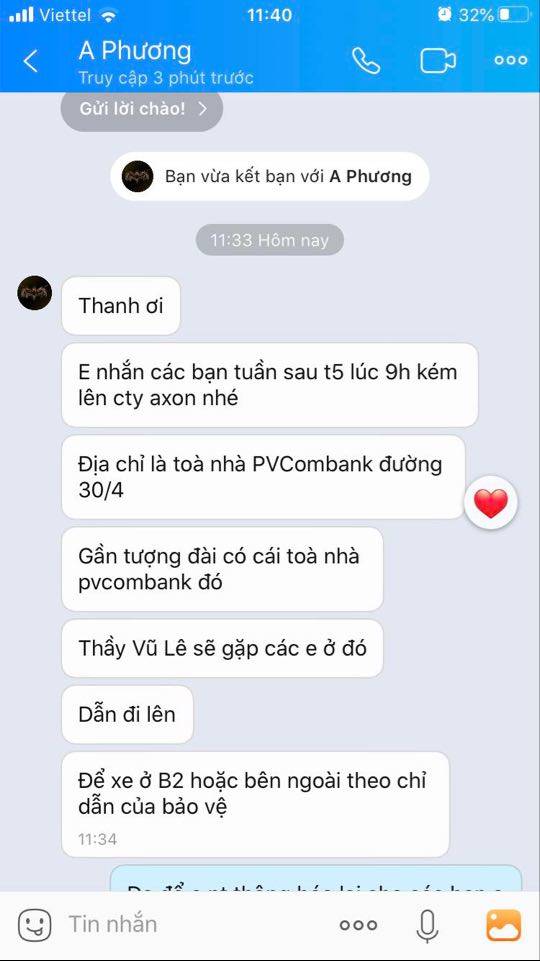 Viettel 11:40 32%
A Phương
Truy cập 3 phút trước
Gửi lời chào!
Bạn vừa kết bạn với A Phương
11:33 Hôm nay
Thanh ơi
E nhắn các bạn tuần sau t5 lúc 9h kém
lên cty axon nhé
Địa chỉ là toà nhà PVCombank đường
30/4
Gần tượng đài có cái toà nhà
pvcombank đó
Thầy Vũ Lê sẽ gặp các e ở đó
Dẫn đi lên
Để xe ở B2 hoặc bên ngoài theo chỉ
dẫn của bảo vệ
11:34
Tin nhắn